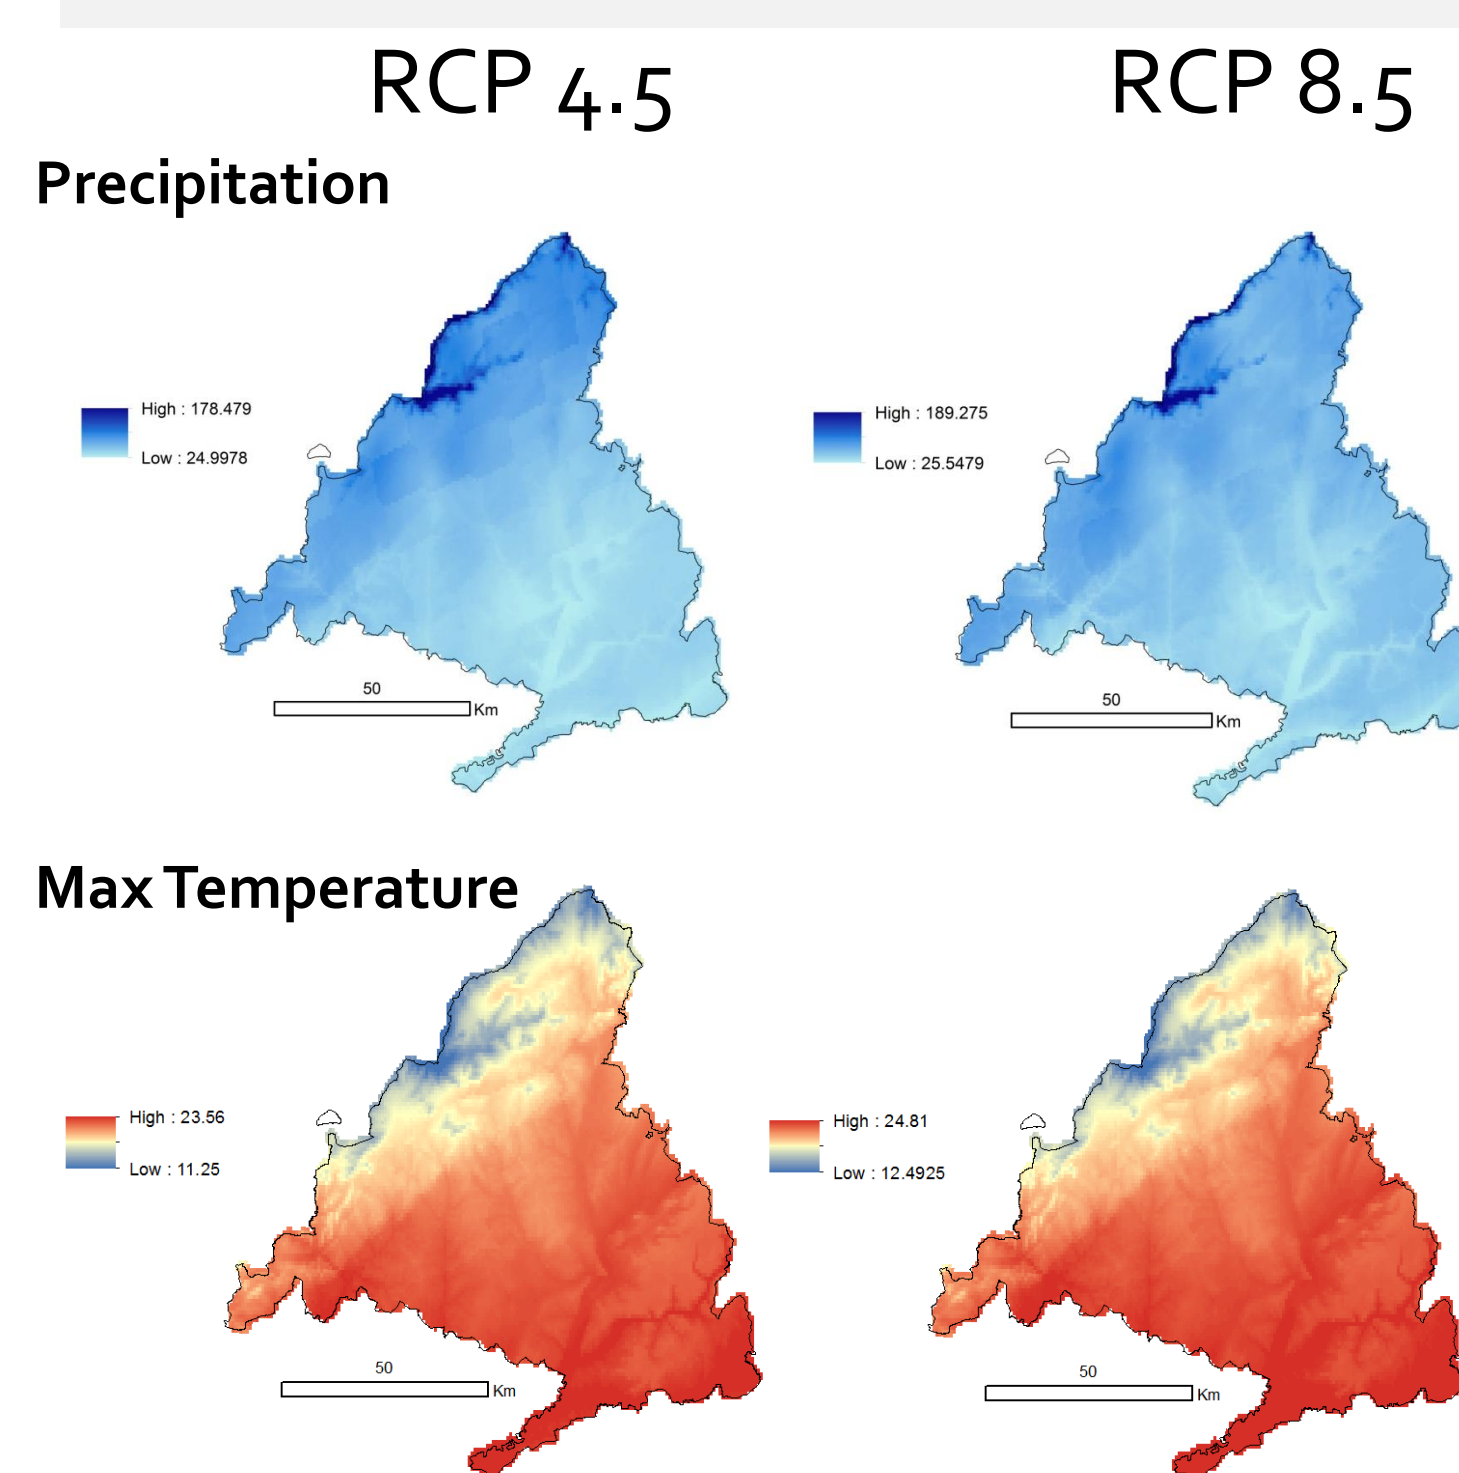 RCP 4.5
RCP 8.5
Precipitation
High : 178.479
Low : 24.9978
50
Km
High : 189.275
Low : 25.5479
50
Km
Max Temperature
High : 23.56
Low : 11.25
50
Km
High : 24.81
Low : 12.4925
50
Km